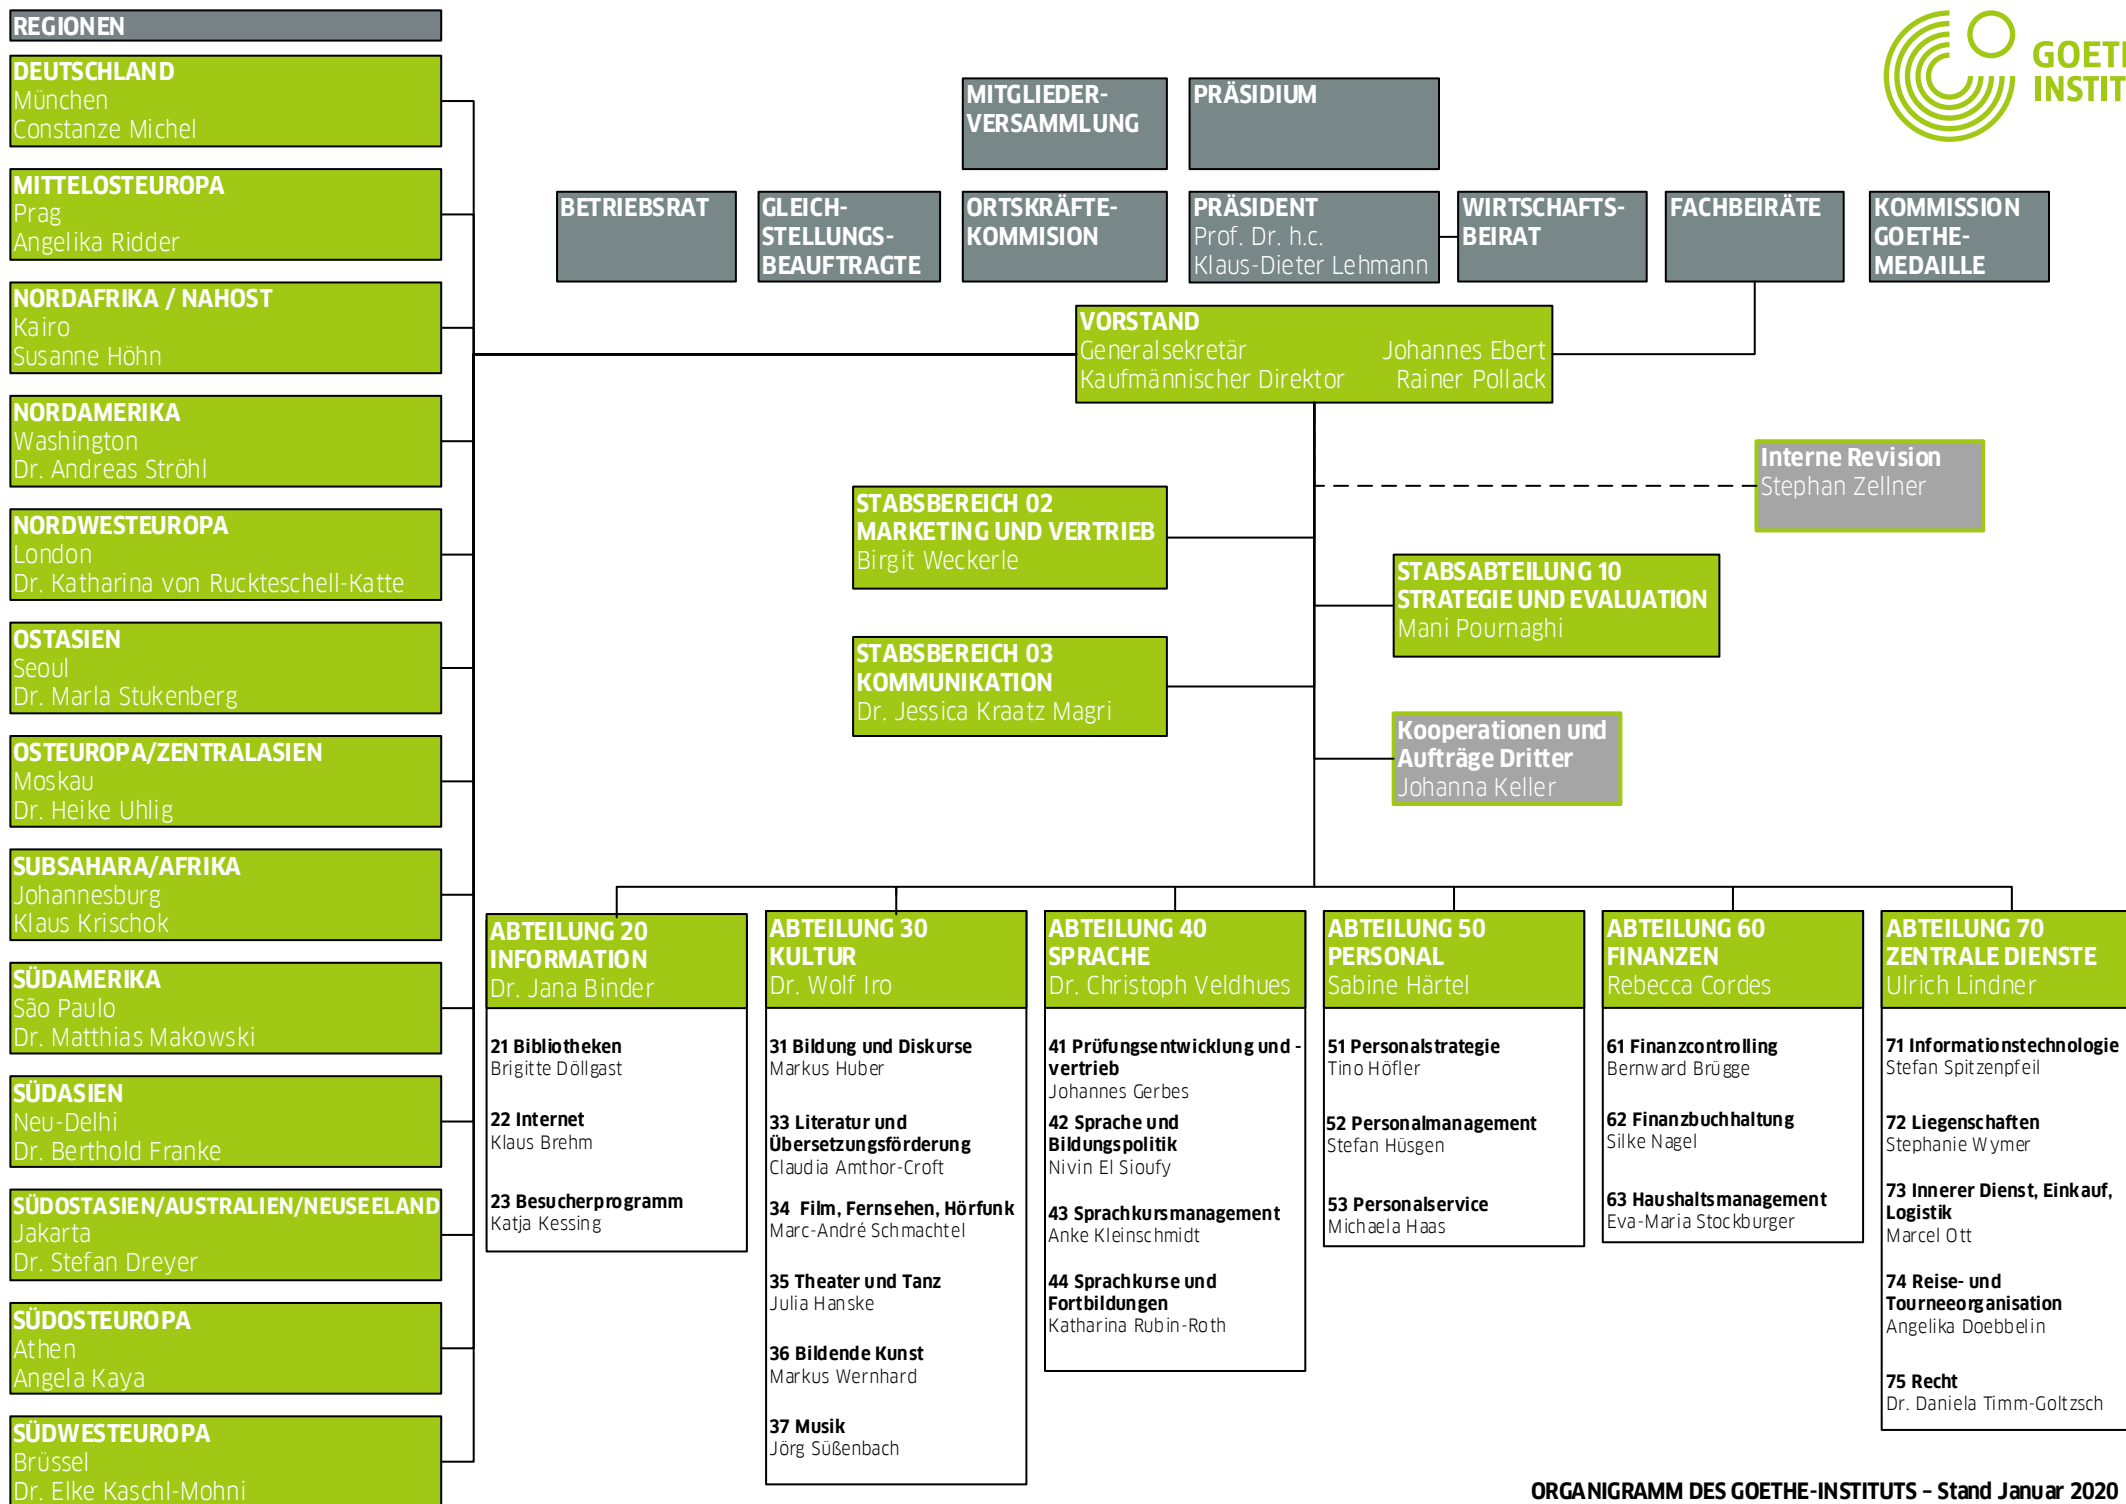 REGIONEN
DEUTSCHLAND
München
Constanze Michel
MITTELOSTEUROPA
Prag
Angelika Ridder
NORDAFRIKA / NAHOST
Kairo
Susanne Höhn
NORDAMERIKA
Washington
Dr. Andreas Ströhl
NORDWESTEUROPA
London
Dr. Katharina von Ruckteschell-Katte
OSTASIEN
Seoul
Dr. Marla Stukenberg
OSTEUROPA/ZENTRALASIEN
Moskau
Dr. Heike Uhlig
SUBSAHARA/AFRIKA
Johannesburg
Klaus Krischok
SÜDAMERIKA
São Paulo
Dr. Matthias Makowski
SÜDASIEN
Neu-Delhi
Dr. Berthold Franke
SÜDOSTASIEN/AUSTRALIEN/NEUSEELAND
Jakarta
Dr. Stefan Dreyer
SÜDOSTEUROPA
Athen
Angela Kaya
SÜDWESTEUROPA
Brüssel
Dr. Elke Kaschl-Mohni
GOETH
INSTIT
MITGLIEDER-
VERSAMMLUNG
PRÄSIDIUM
BETRIEBSRAT
GLEICH-
STELLUNGS-
BEAUFTRAGTE
ORTSKRÄFTE-
KOMMISION
PRÄSIDENT
Prof. Dr. h.c.
Klaus-Dieter Lehmann
WIRTSCHAFTS-
BEIRAT
FACHBEIRÄTE
KOMMISSION
GOETHE-
MEDAILLE
VORSTAND
Generalsekretär Johannes Ebert
Kaufmännischer Direktor Rainer Pollack
Interne Revision
Stephan Zellner
STABSBEREICH 02
MARKETING UND VERTRIEB
Birgit Weckerle
STABSABTEILUNG 10
STRATEGIE UND EVALUATION
Mani Pournaghi
STABSBEREICH 03
KOMMUNIKATION
Dr. Jessica Kraatz Magri
Kooperationen und
Aufträge Dritter
Johanna Keller
ABTEILUNG 20
INFORMATION
Dr. Jana Binder
21 Bibliotheken
Brigitte Döllgast
22 Internet
Klaus Brehm
23 Besucherprogramm
Katja Kessing
ABTEILUNG 30
KULTUR
Dr. Wolf Iro
31 Bildung und Diskurse
Markus Huber
33 Literatur und
Übersetzungsförderung
Claudia Amthor-Croft
34 Film, Fernsehen, Hörfunk
Marc-André Schmachtel
35 Theater und Tanz
Julia Hanske
36 Bildende Kunst
Markus Wernhard
37 Musik
Jörg Süßenbach
ABTEILUNG 40
SPRACHE
Dr. Christoph Veldhues
41 Prüfungsentwicklung und -
vertrieb
Johannes Gerbes
42 Sprache und
Bildungspolitik
Nivin El Sioufy
43 Sprachkursmanagement
Anke Kleinschmidt
44 Sprachkurse und
Fortbildungen
Katharina Rubin-Roth
ABTEILUNG 50
PERSONAL
Sabine Härtel
51 Personalstrategie
Tino Höfler
52 Personalmanagement
Stefan Hüsgen
53 Personalservice
Michaela Haas
ABTEILUNG 60
FINANZEN
Rebecca Cordes
61 Finanzcontrolling
Bernward Brügge
62 Finanzbuchhaltung
Silke Nagel
63 Haushaltsmanagement
Eva-Maria Stockburger
ABTEILUNG 70
ZENTRALE DIENSTE
Ulrich Lindner
71 Informationstechnologie
Stefan Spitzenpfeil
72 Liegenschaften
Stephanie Wymer
73 Innerer Dienst, Einkauf,
Logistik
Marcel Ott
74 Reise- und
Tourneeorganisation
Angelika Doebbelin
75 Recht
Dr. Daniela Timm-Goltzsch
ORGANIGRAMM DES GOETHE-INSTITUTS – Stand Januar 2020